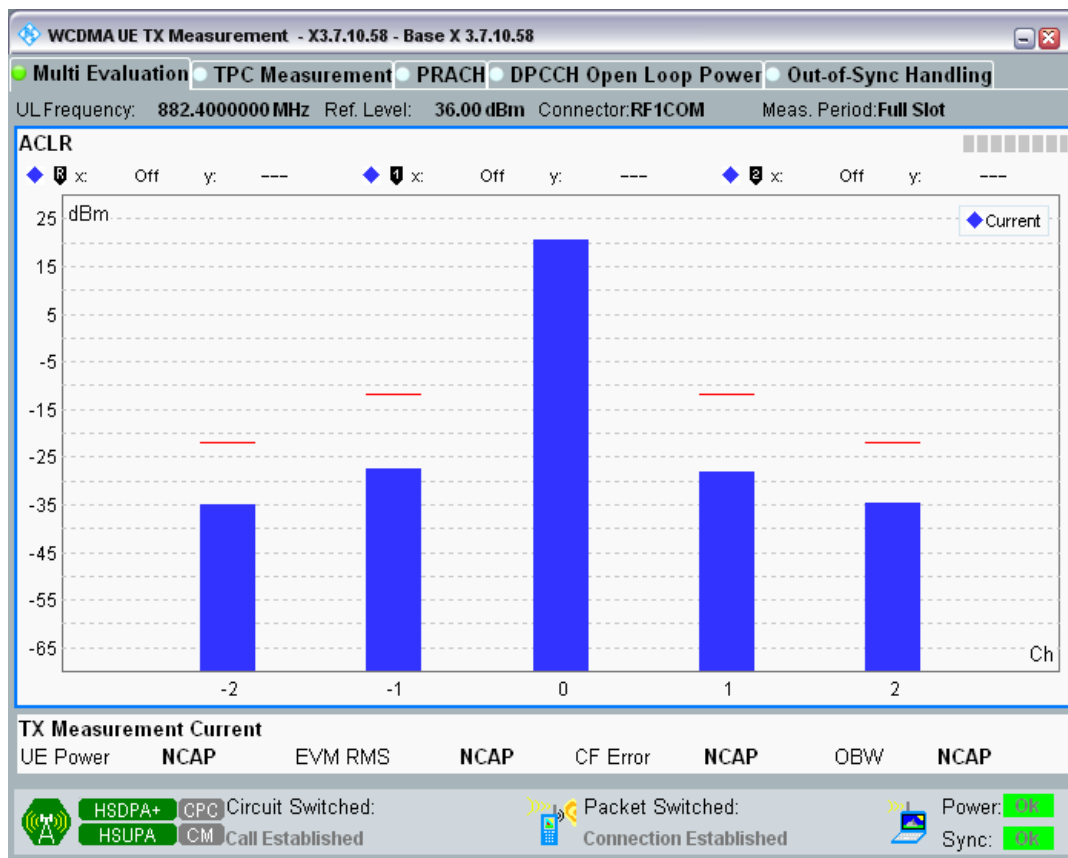 WCDMA UE TX Measurement - X3.7.10.58 - Base X 3.7.10.58
Multi Evaluation TPC Measurement PRACH DPCCH Open Loop Power Out-of-Sync Handling
UL Frequency: 882.4000000 MHz Ref. Level: 36.00 dBm Connector:RF1COM Meas. Period:Full Slot
ACLR
R x: Off y: --- 1 x: Off y: --- 2 x: Off y: ---
dBm
Current
25
15
5
-5
-15
-25
-35
-45
-55
-65
Ch
-2 -1 0 1 2
TX Measurement Current
UE Power NCAP EVM RMS NCAP CF Error NCAP OBW NCAP
HSDPA+ CPC Circuit Switched: Packet Switched: Power: OK
HSUPA CM Call Established Connection Established Sync: OK